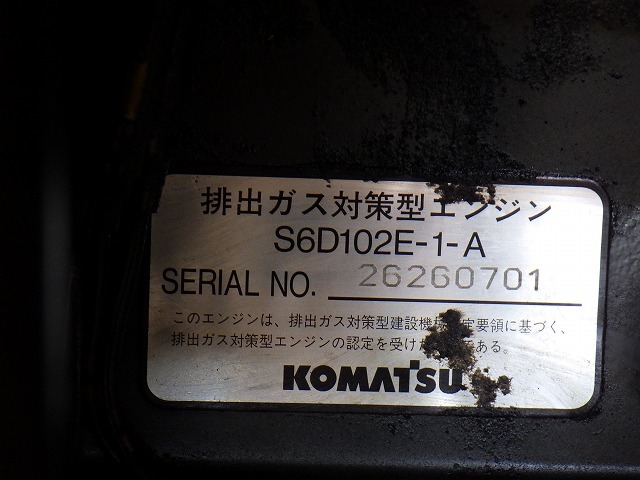 排出ガス対策型エンジン
S6D102E-1-A
SERIAL NO. 26260701
このエンジンは、排出ガス対策型建設機 定要領に基づく、
排出ガス対策型エンジンの認定を受け ある。
KOMATSU